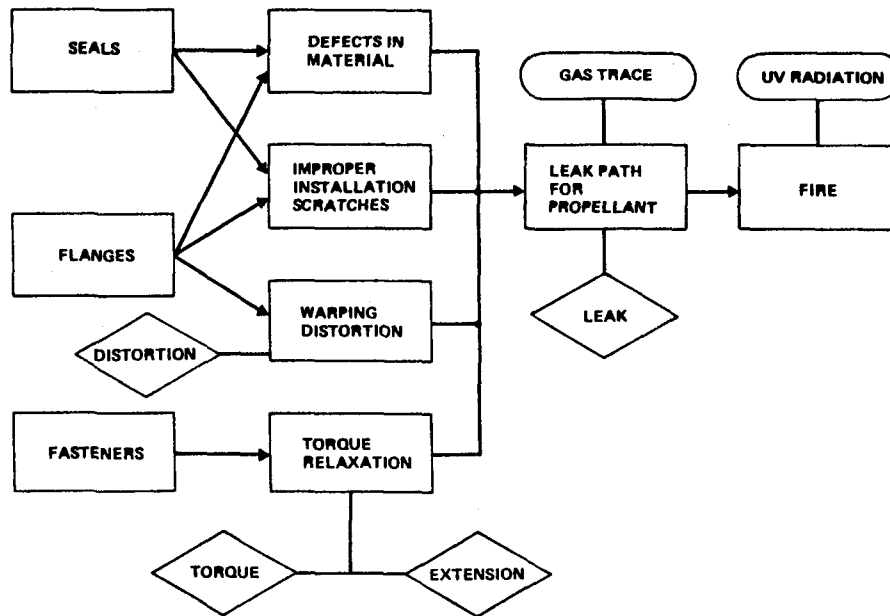 SEALS
DEFECTS IN
MATERIAL
GAS TRACE
UV RADIATION
IMPROPER
INSTALLATION
SCRATCHES
LEAK PATH
FOR
PROPELLANT
FIRE
FLANGES
WARPING
DISTORTION
LEAK
DISTORTION
FASTENERS
TORQUE
RELAXATION
TORQUE
EXTENSION